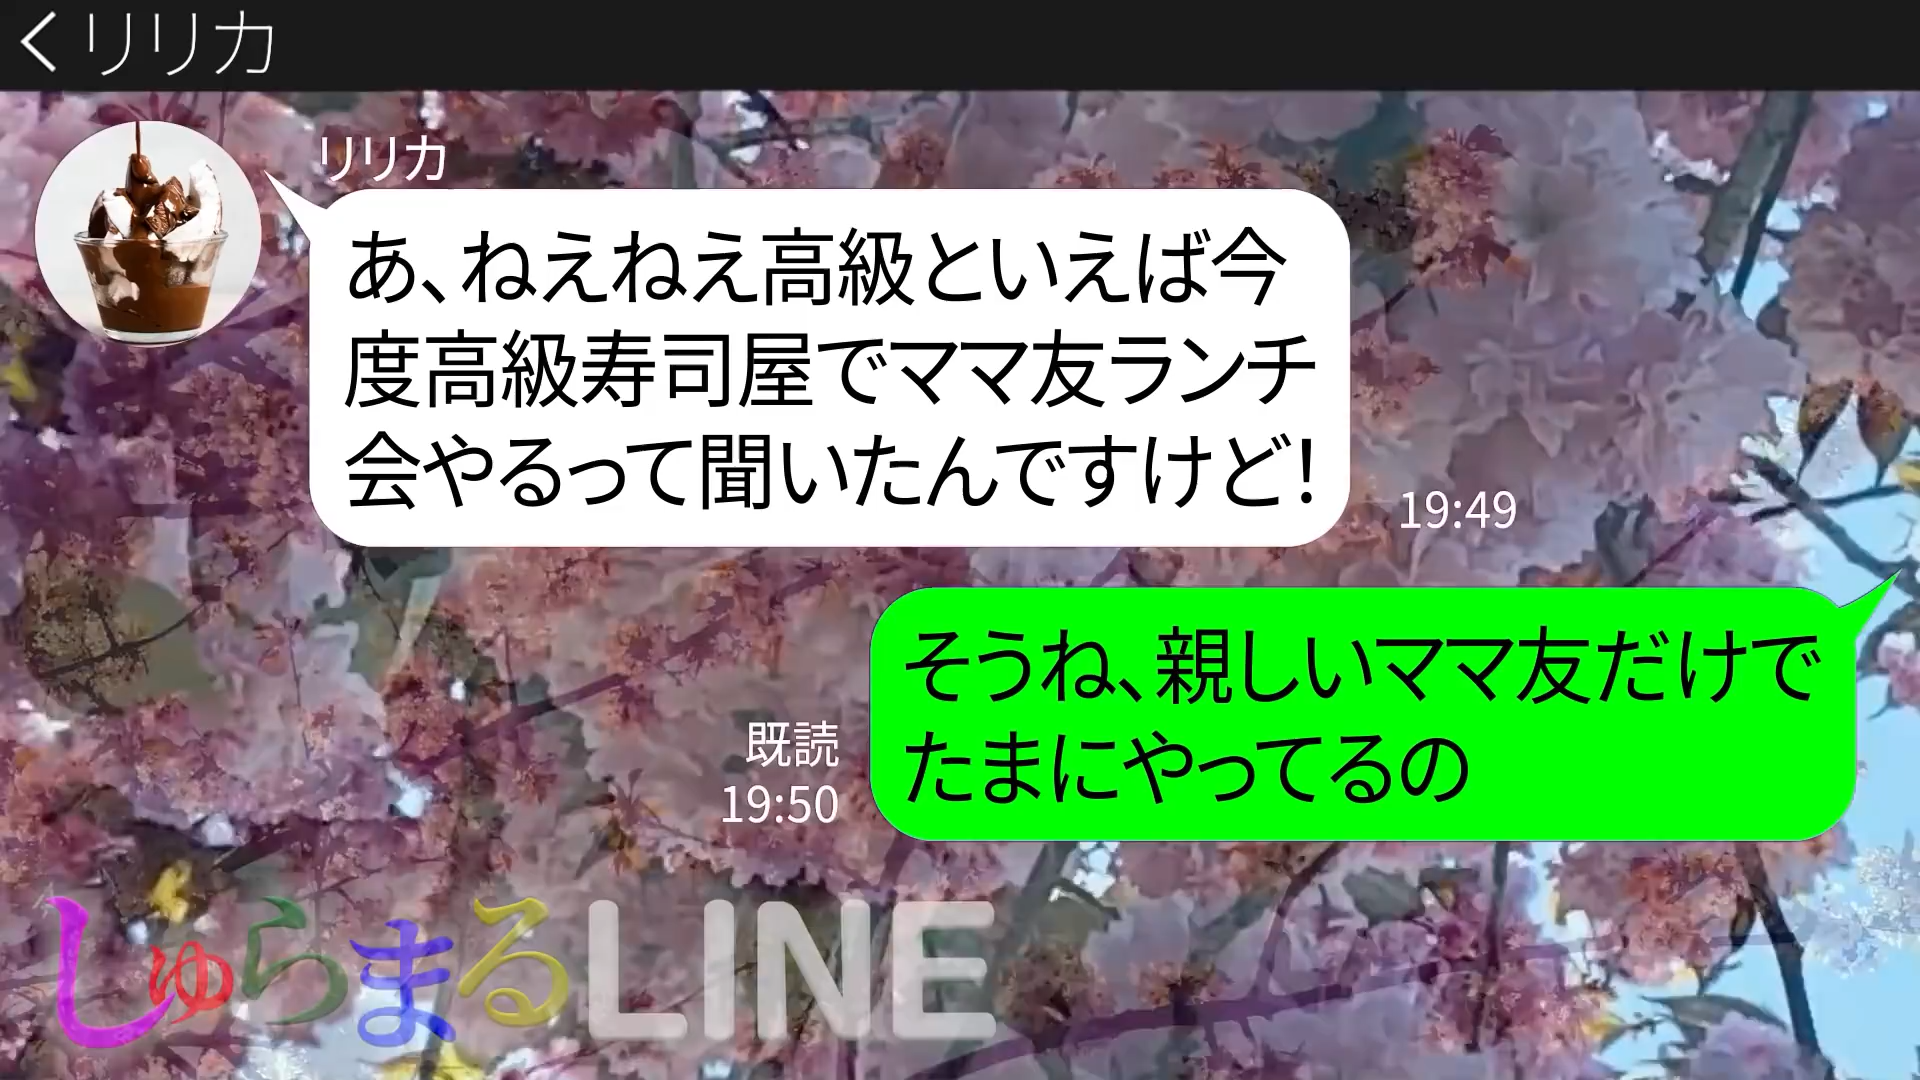 リリカ
リリカ
あ、ねえねえ高級といえば今
度高級寿司屋でママ友ランチ
会やるって聞いたんですけど!
19:49
そうね、親しいママ友だけで
たまにやってるの
既読
19:50
しゅらまるLINE